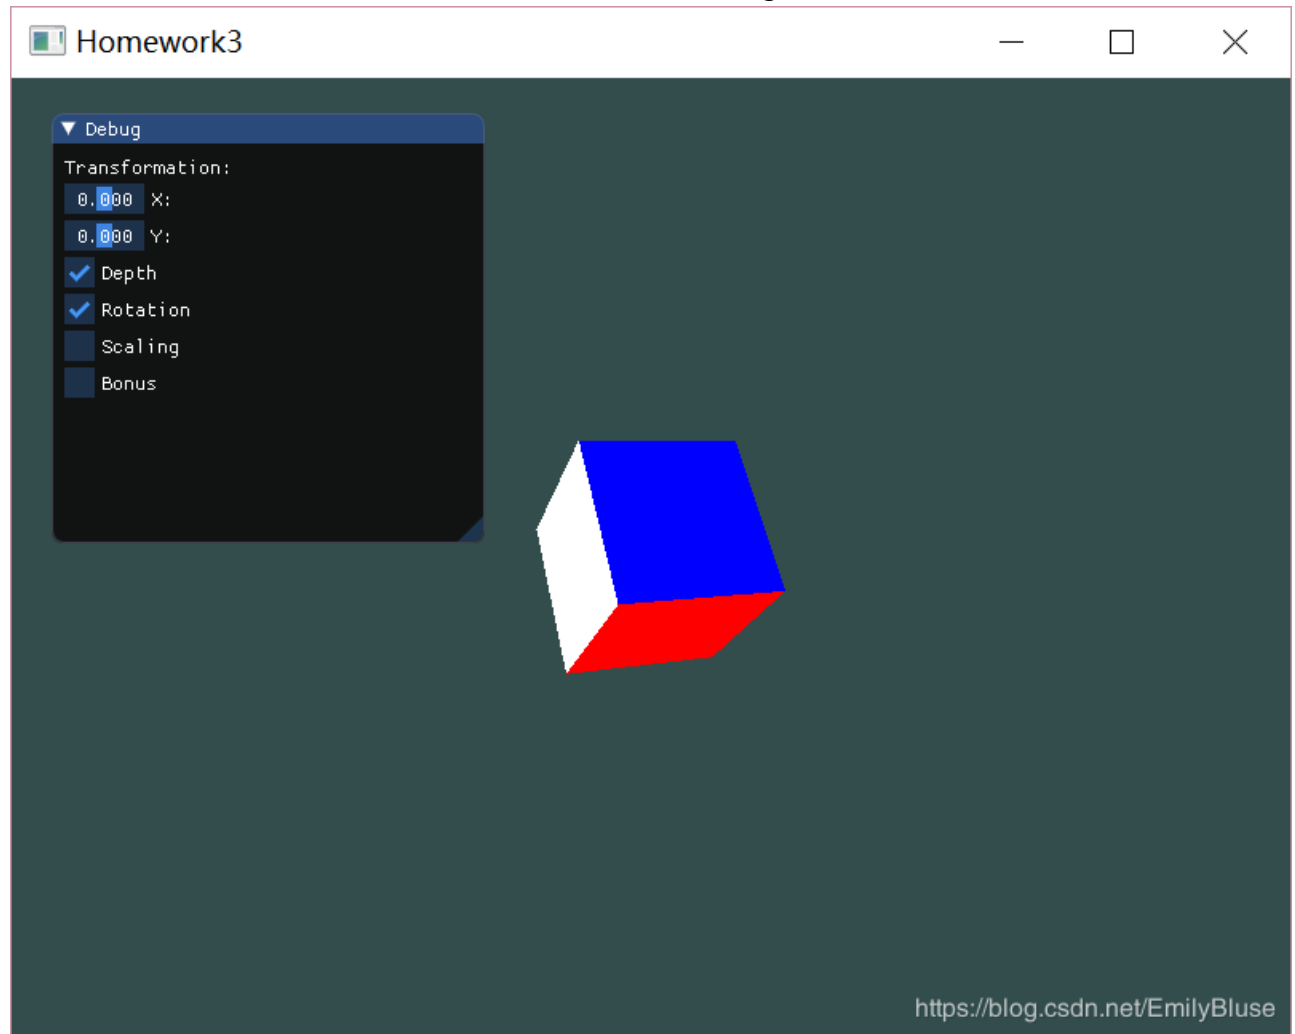 Homework3
Debug
Transformation:
0.000 X:
0.000 Y:
Depth
Rotation
Scaling
Bonus
https://blog.csdn.net/EmilyBluse